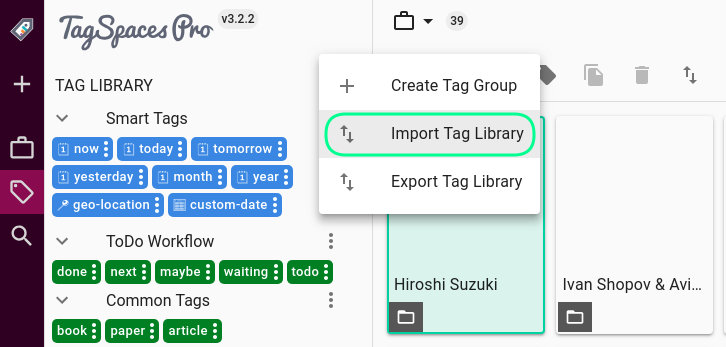 TagSpaces Pro v3.2.2
39
TAG LIBRARY
Create Tag Group
Import Tag Library
Export Tag Library
Smart Tags
now today tomorrow
yesterday month year
geo-location custom-date
ToDo Workflow
done next maybe waiting todo
Common Tags
book paper article
Hiroshi Suzuki
Ivan Shopov & Avi...